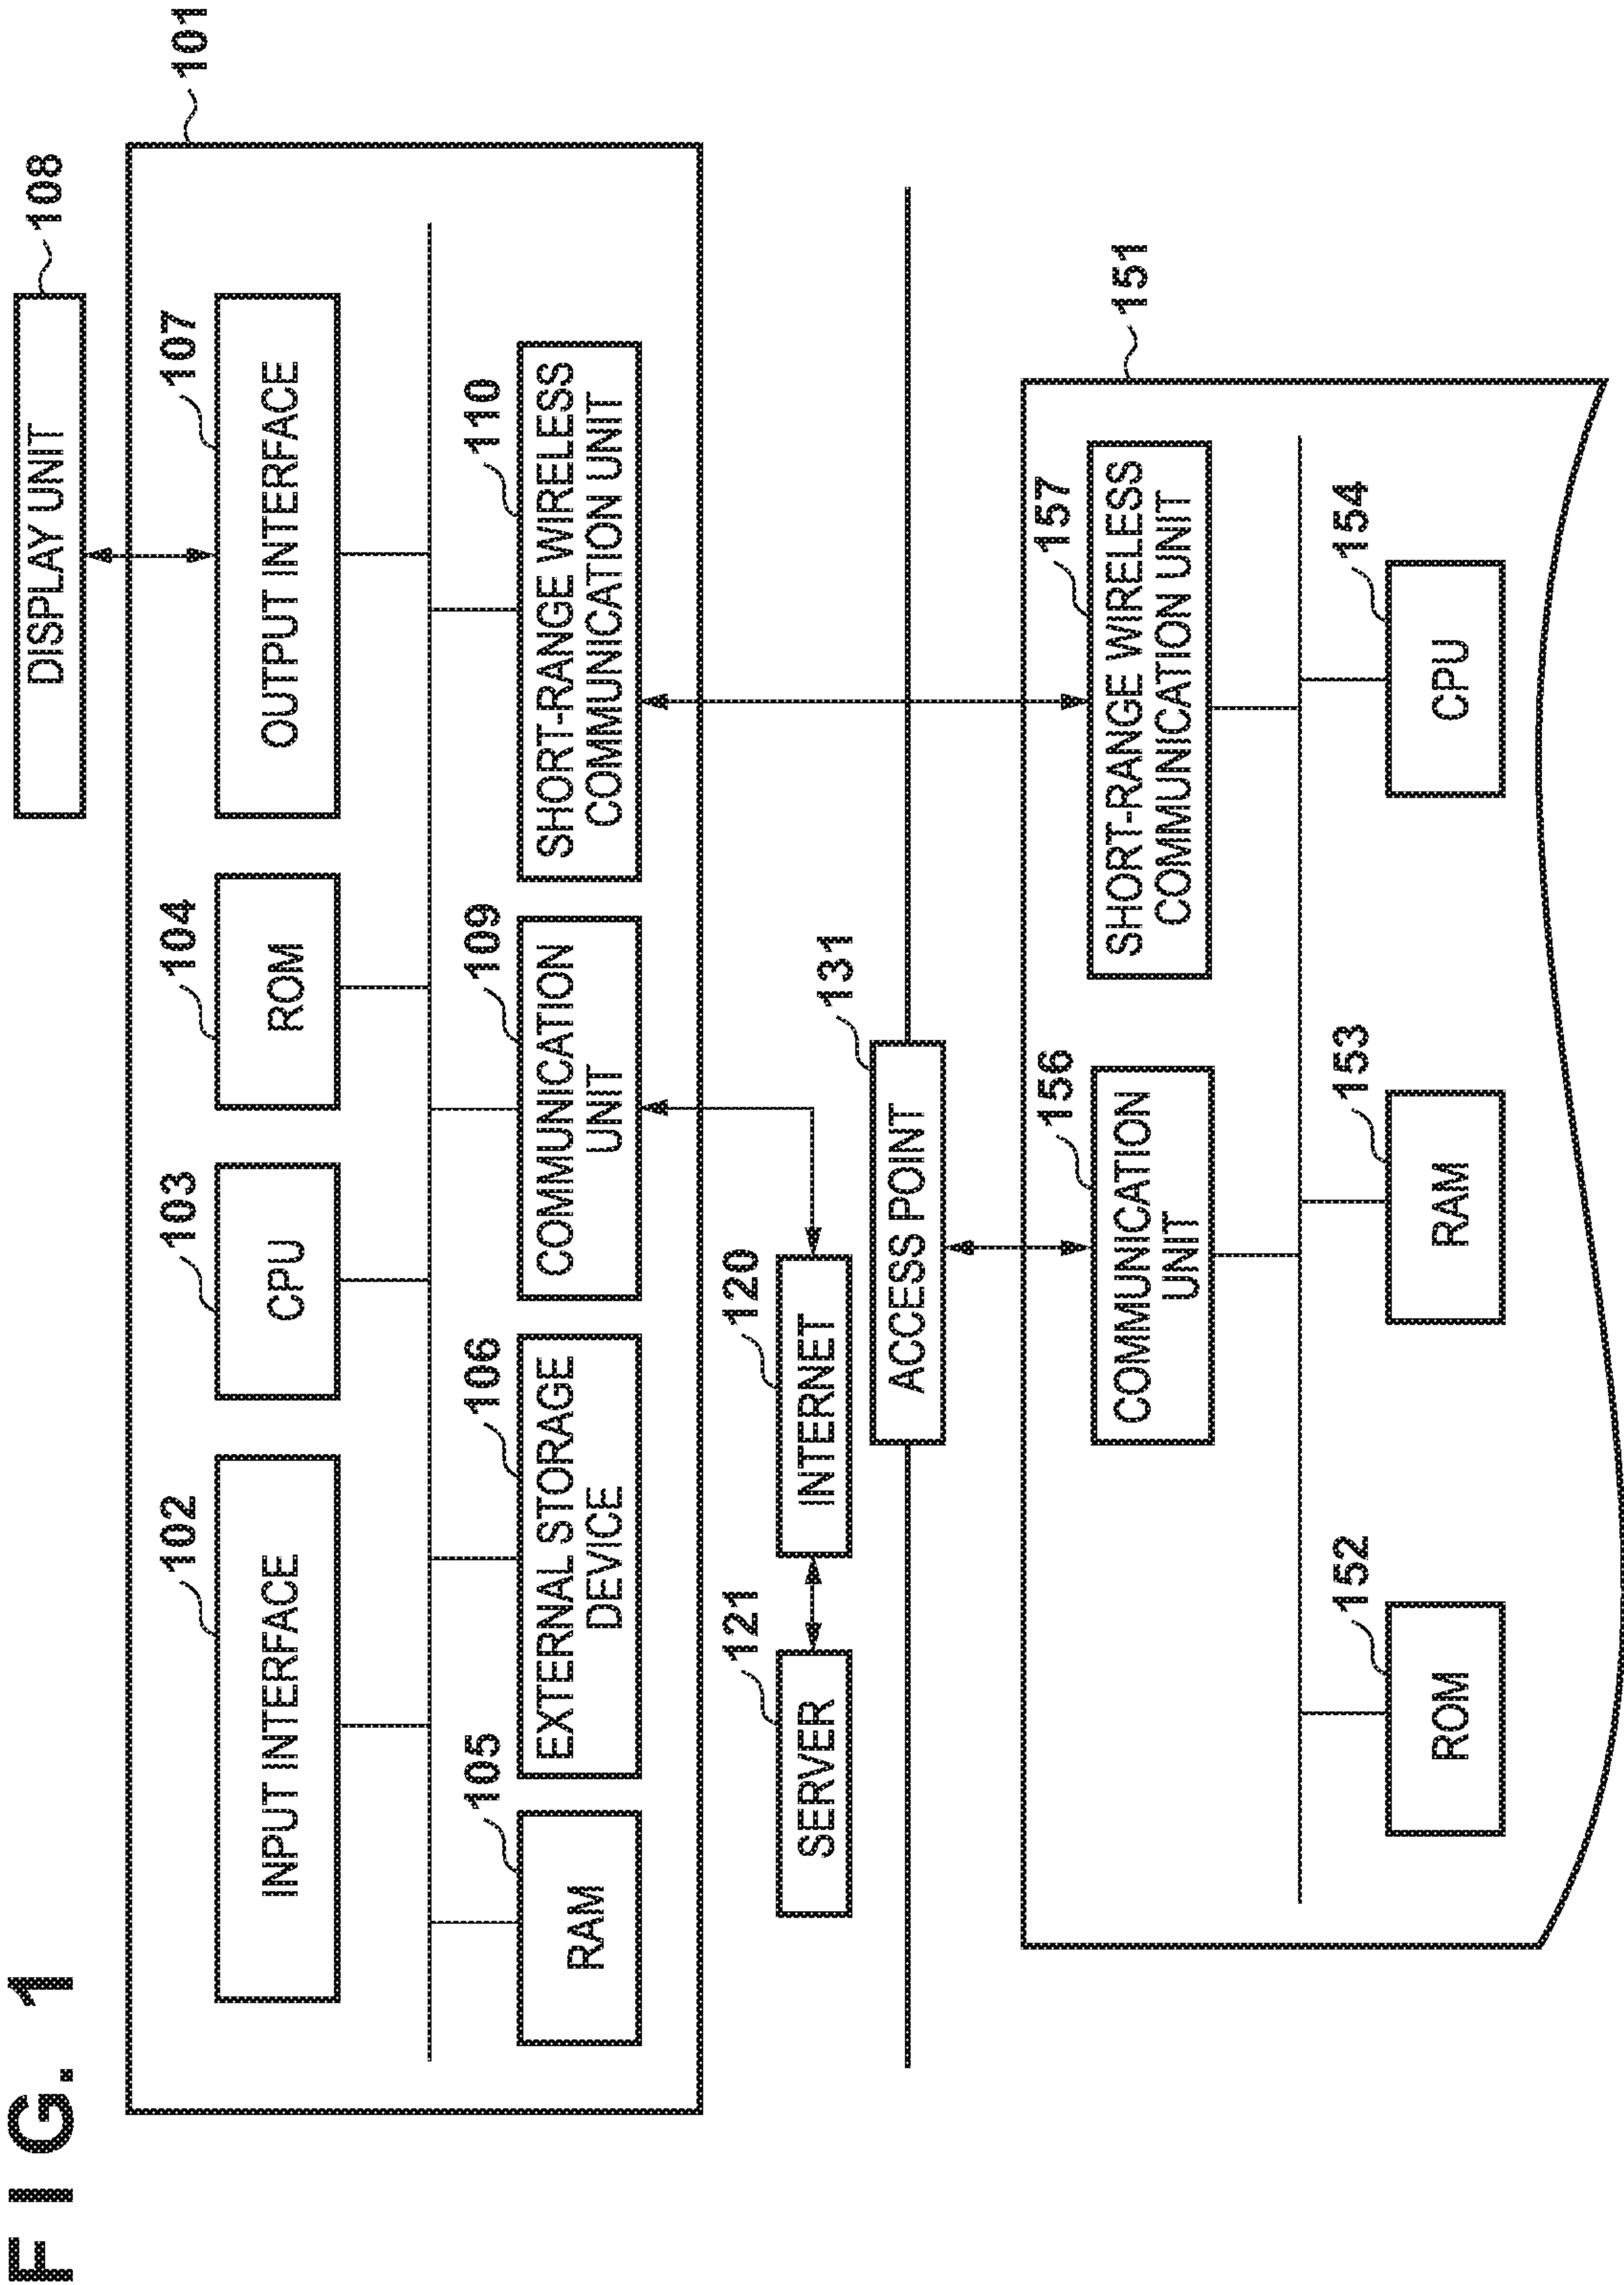 FIG. 1
DISPLAY UNIT
108
101
102
103
104
107
INPUT INTERFACE
CPU
ROM
OUTPUT INTERFACE
105
106
109
110
RAM
EXTERNAL STORAGE
DEVICE
COMMUNICATION
UNIT
SHORT-RANGE WIRELESS
COMMUNICATION UNIT
121
120
SERVER
INTERNET
131
ACCESS POINT
151
156
157
COMMUNICATION
UNIT
SHORT-RANGE WIRELESS
COMMUNICATION UNIT
152
153
154
ROM
RAM
CPU